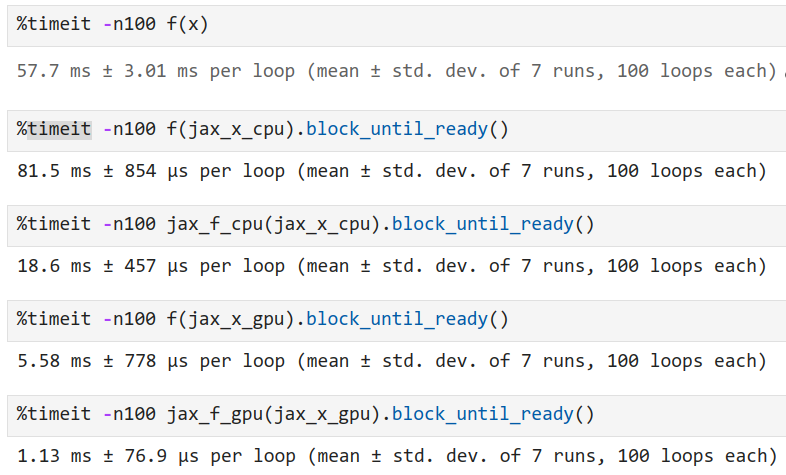 %timeit -n100 f(x)
57.7 ms ± 3.01 ms per loop (mean ± std. dev. of 7 runs, 100 loops each).
%timeit -n100 f(jax_x_cpu).block_until_ready()
81.5 ms ± 854 µs per loop (mean ± std. dev. of 7 runs, 100 loops each)
%timeit -n100 jax_f_cpu(jax_x_cpu).block_until_ready()
18.6 ms ± 457 µs per loop (mean ± std. dev. of 7 runs, 100 loops each)
%timeit -n100 f(jax_x_gpu).block_until_ready()
5.58 ms ± 778 µs per loop (mean ± std. dev. of 7 runs, 100 loops each)
%timeit -n100 jax_f_gpu(jax_x_gpu).block_until_ready()
1.13 ms ± 76.9 µs per loop (mean ± std. dev. of 7 runs, 100 loops each)